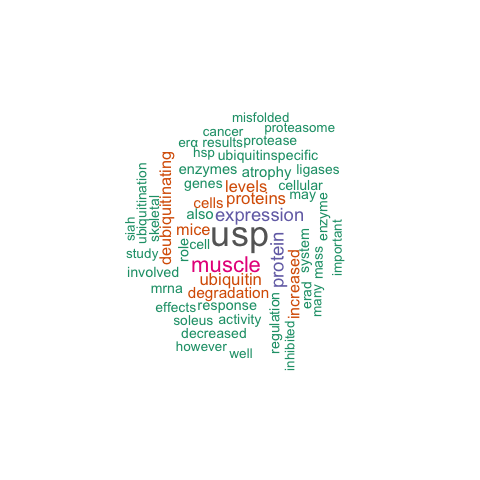 misfolded
cancer
proteasome
erα
results
protease
hsp
ubiquitinspecific
enzymes
atrophy
ligases
genes
levels
cellular
cells
proteins
may
also
expression
mice
usp
cell
role
deubiquitinating
skeletal
ubiquitination
siah
study
muscle
protein
increased
system
enzyme
important
involved
ubiquitin
mrna
degradation
erad
many
mass
effects
response
soleus
activity
regulation
inhibited
decreased
however
well